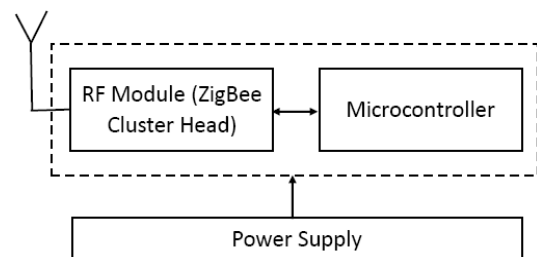 RF Module (ZigBee
Cluster Head)
Microcontroller
Power Supply